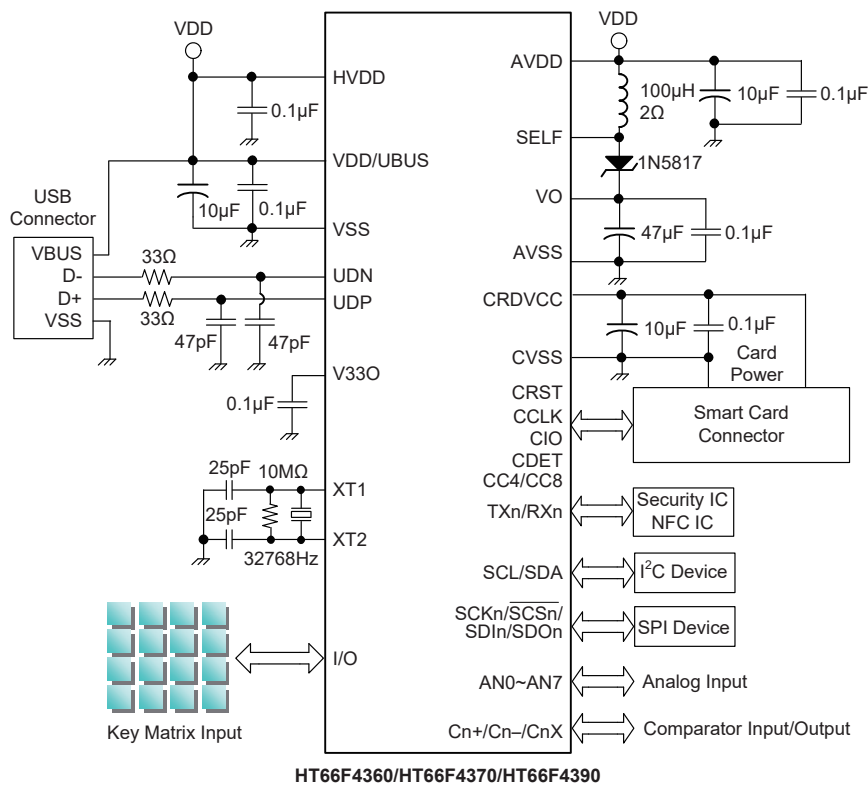 VDD
HVDD
0.1µF
VDD/UBUS
10µF
0.1µF
VSS
USB
Connector
VBUS
D-
D+
VSS
33Ω
33Ω
UDN
UDP
47pF
47pF
V33O
0.1µF
25pF
10MΩ
XT1
25pF
XT2
32768Hz
I/O
Key Matrix Input
VDD
AVDD
100µH
2Ω
10µF
0.1µF
SELF
1N5817
VO
47µF
0.1µF
AVSS
CRDVCC
10µF
0.1µF
CVSS
Card
Power
CRST
CCLK
CIO
CDET
CC4/CC8
Smart Card
Connector
TXn/RXn
Security IC
NFC IC
SCL/SDA
I²C Device
SCKn/S̅C̅S̅n̅/
SDIn/SDOn
SPI Device
AN0~AN7
Analog Input
Cn+/Cn–/CnX
Comparator Input/Output
HT66F4360/HT66F4370/HT66F4390